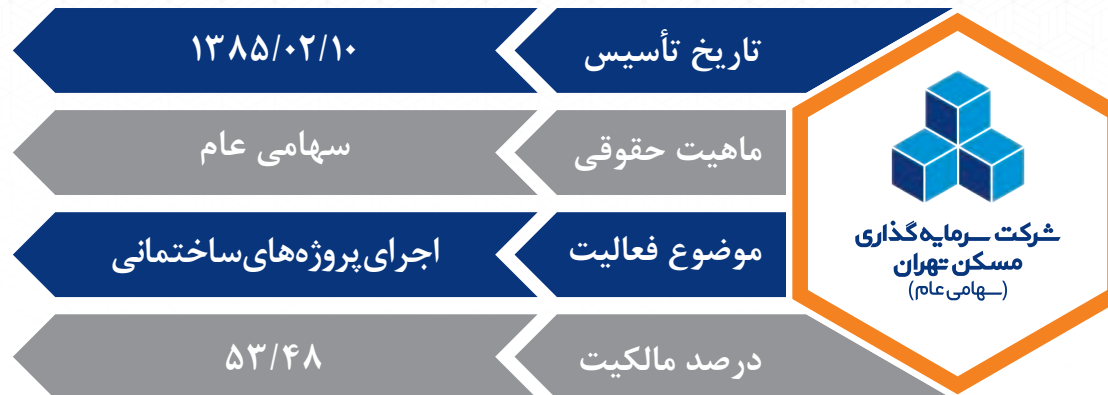 تاریخ تأسیس
۱۳۸۵/۰۲/۱۰
ماهیت حقوقی
سهامی عام
موضوع فعالیت
اجرای پروژه‌های ساختمانی
درصد مالکیت
۵۳/۴۸
شرکت سرمایه گذاری
مسکن تهران
(سهامی عام)